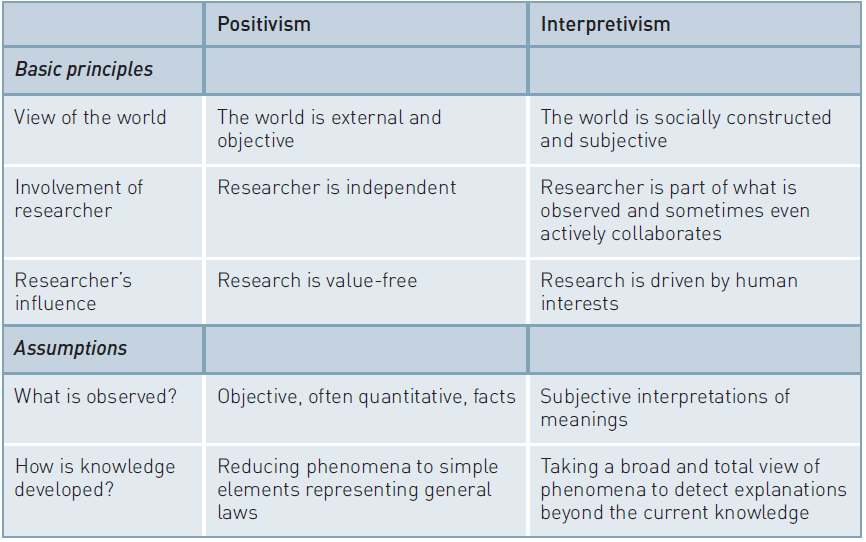 Positivism
Interpretivism
Basic principles
View of the world
The world is external and
objective
The world is socially constructed
and subjective
Involvement of
researcher
Researcher is independent
Researcher is part of what is
observed and sometimes even
actively collaborates
Researcher's
influence
Research is value-free
Research is driven by human
interests
Assumptions
What is observed?
Objective, often quantitative, facts
Subjective interpretations of
meanings
How is knowledge
developed?
Reducing phenomena to simple
elements representing general
laws
Taking a broad and total view of
phenomena to detect explanations
beyond the current knowledge